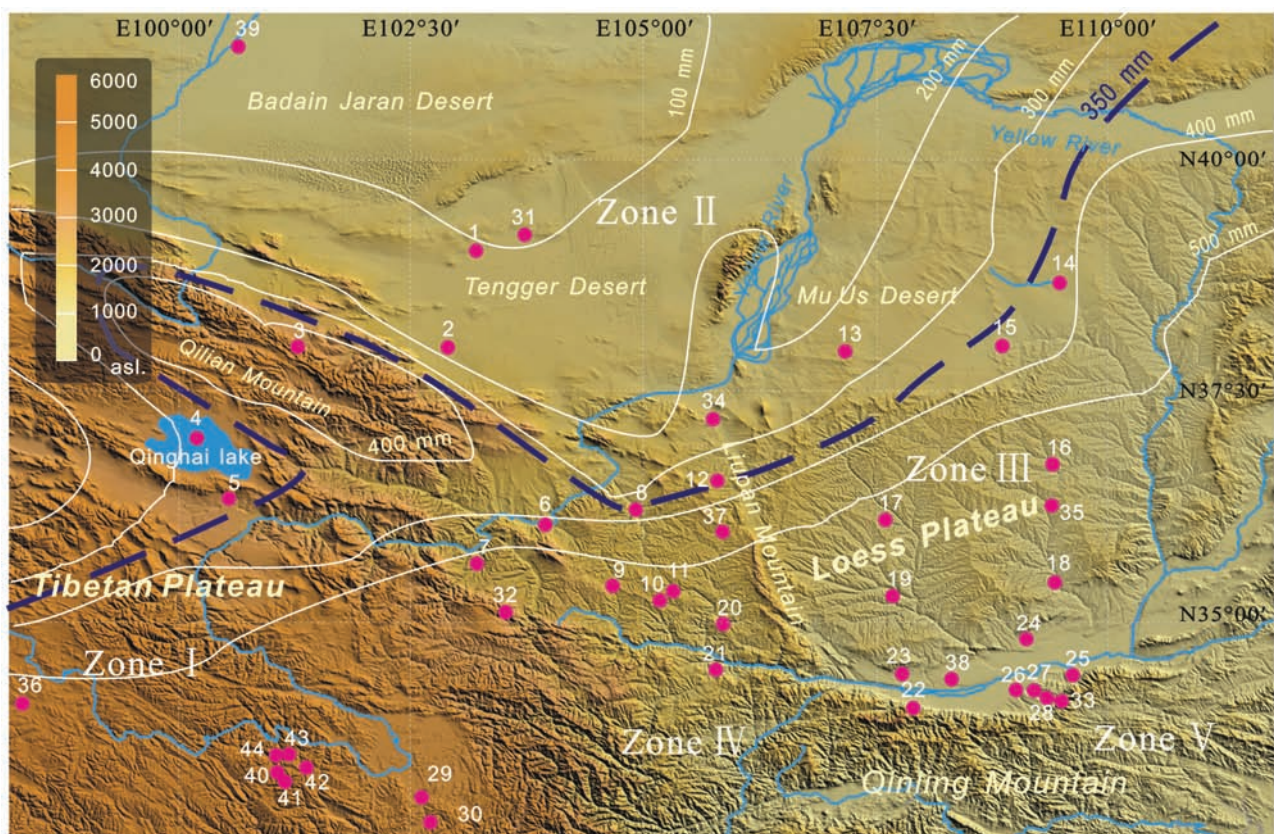 E100°00′ E102°30′ E105°00′ E107°30′ E110°00′
39
6000
5000
4000
3000
2000
1000
0
asl.
Badain Jaran Desert
100 mm
200 mm
300 mm
350 mm
400 mm
Yellow River
N40°00′
Zone II
31
1
River
500 mm
Tengger Desert
Mu Us Desert
14
3
2
13
15
Qilian Mountain
N37°30′
400 mm
34
4
Qinghai lake
Liupan Mountain
Zone III
16
12
5
8
6
17
35
37
Loess Plateau
7
Tibetan Plateau
9
10
11
19
18
32
20
N35°00′
24
Zone I
21
23
38
25
36
26
27
22
28
33
44
43
Zone IV
Zone V
40
42
41
29
Qinling Mountain
30